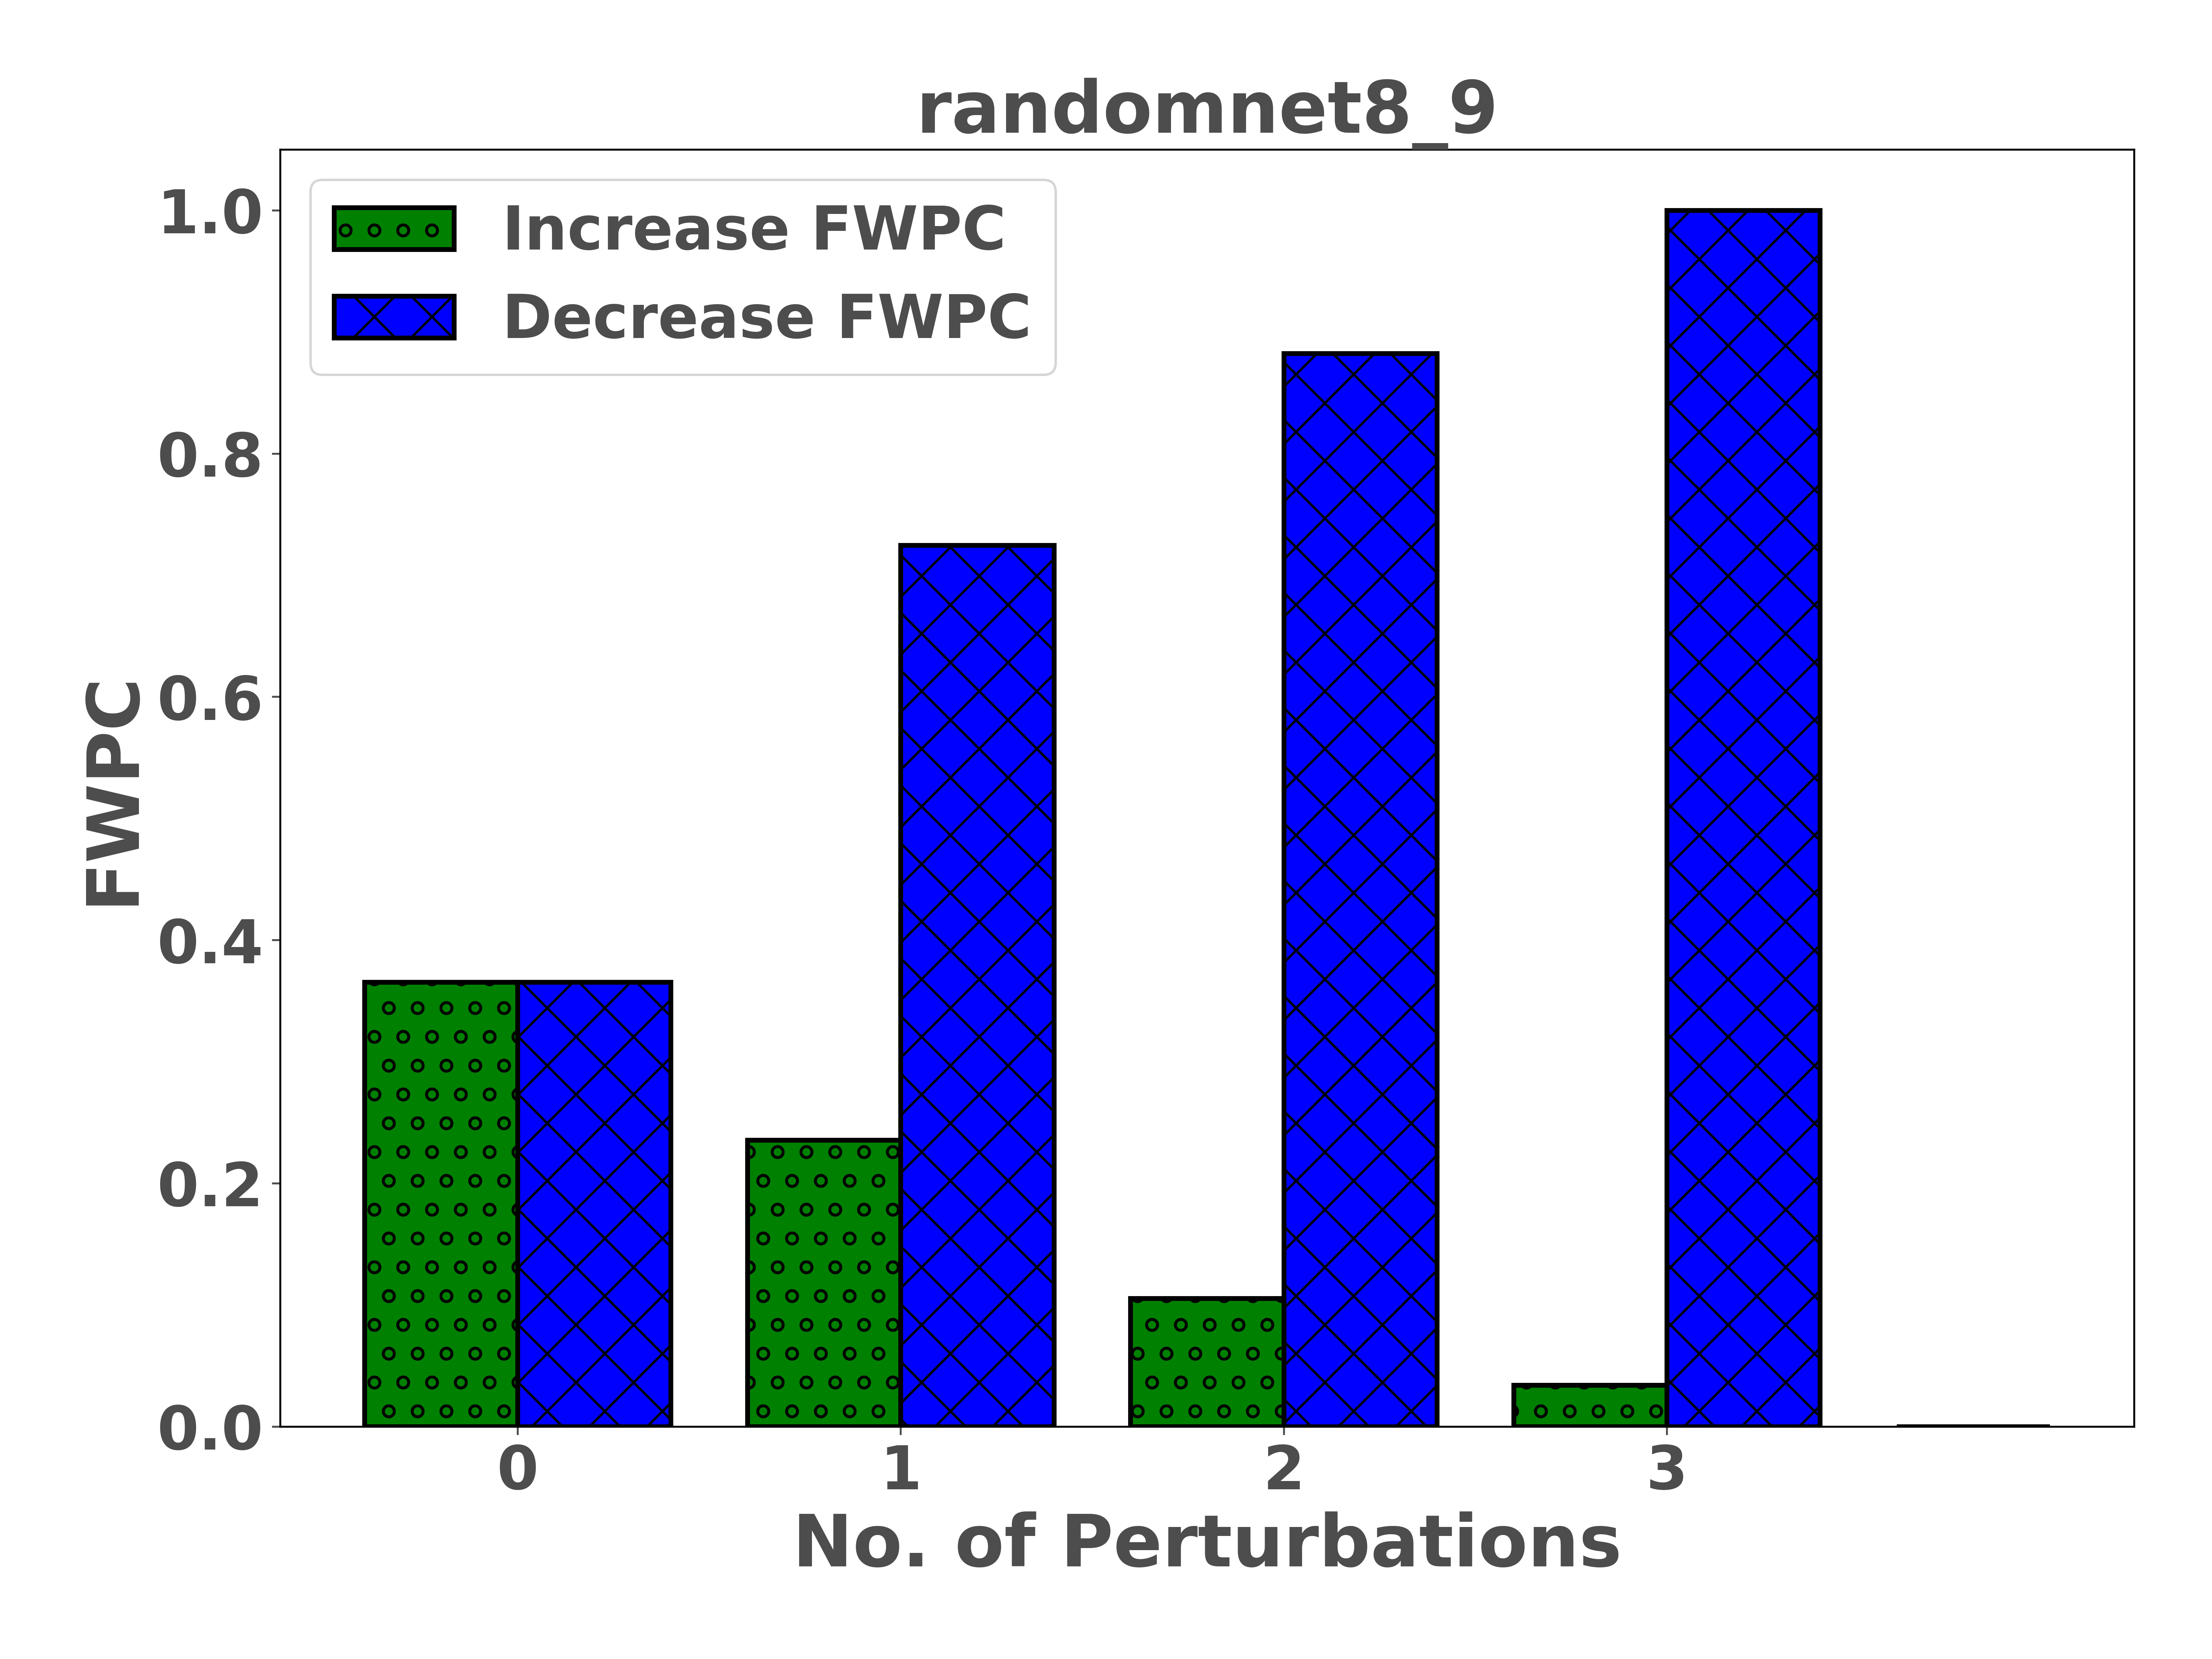 randomnet8_9
Increase FWPC
Decrease FWPC
FWPC
1.0
0.8
0.6
0.4
0.2
0.0
0 1 2 3
No. of Perturbations